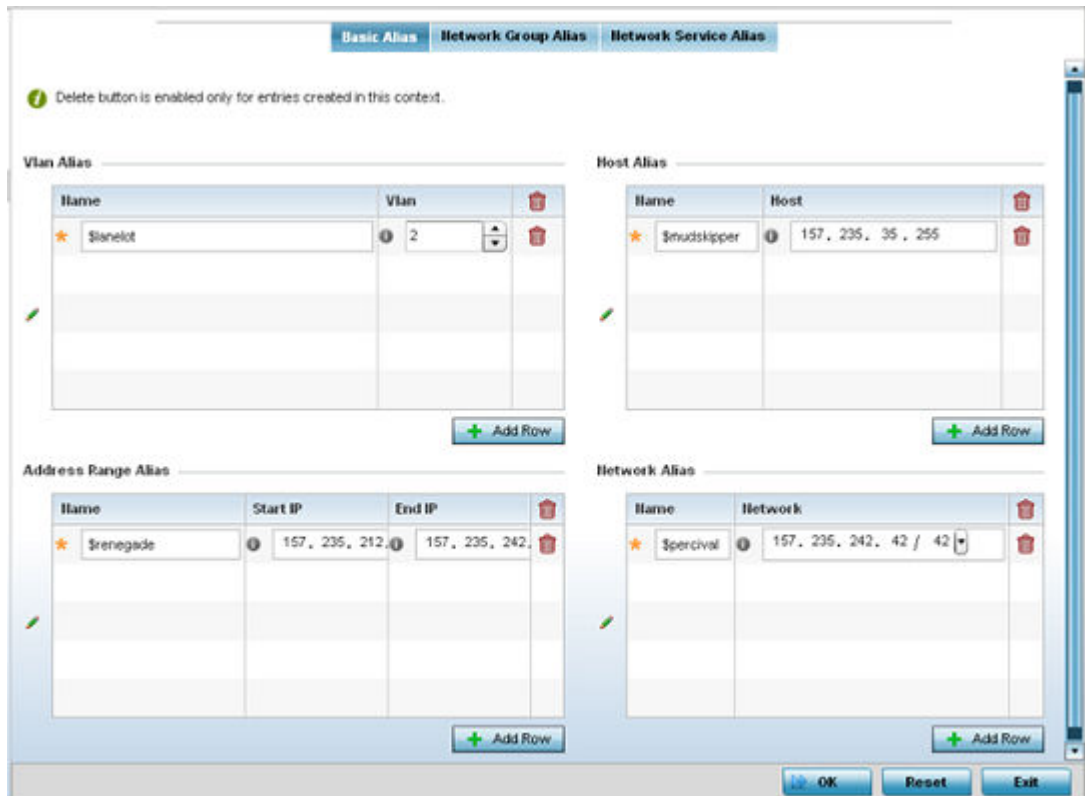 Basic Alias Network Group Alias Network Service Alias
Delete button is enabled only for entries created in this context.
Vlan Alias
Name Vlan
$lanelot 2
Add Row
Host Alias
Name Host
$mudskipper 157. 235. 35 . 255
Add Row
Address Range Alias
Name Start IP End IP
$renegade 157. 235. 212. 157. 235. 242.
Add Row
Network Alias
Name Network
$percival 157. 235. 242. 42 / 42
Add Row
OK Reset Exit